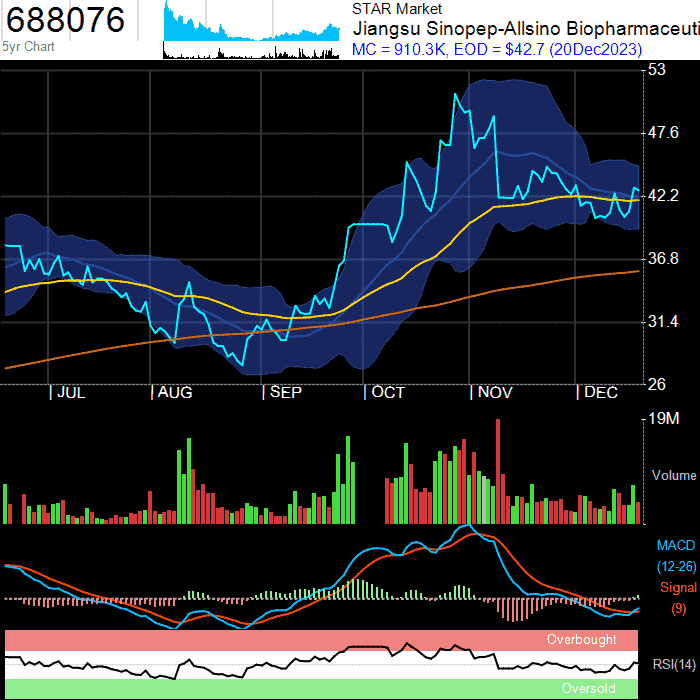 688076
5yr Chart
STAR Market
Jiangsu Sinopep-Allsino Biopharmaceuti
MC = 910.3K, EOD = $42.7 (20Dec2023)
53
47.6
42.2
36.8
31.4
26
| JUL | AUG | SEP | OCT | NOV | DEC
19M
Volume
MACD
(12-26)
Signal
(9)
Overbought
RSI(14)
Oversold